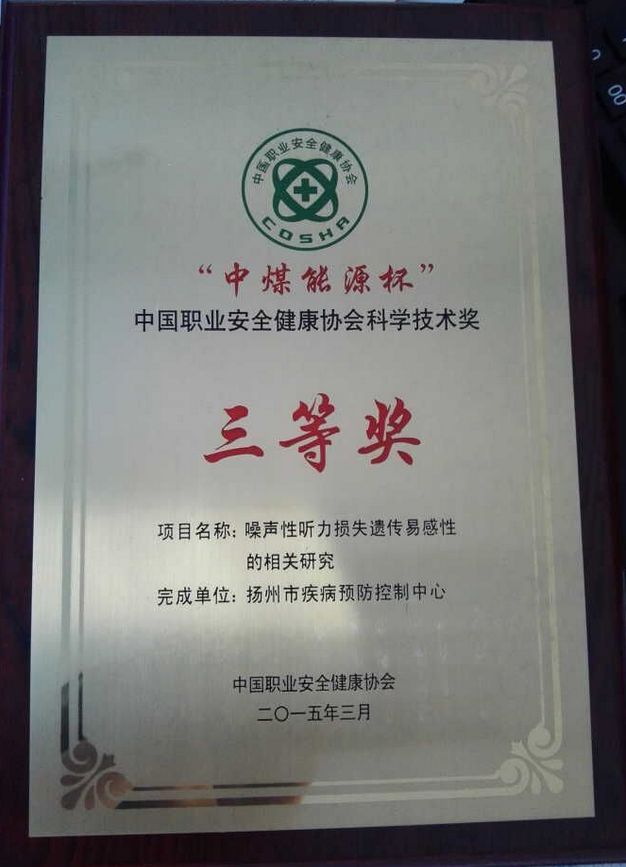 中国职业安全健康协会
COSHA
“中煤能源杯”
中国职业安全健康协会科学技术奖
三等奖
项目名称：噪声性听力损失遗传易感性
的相关研究
完成单位：扬州市疾病预防控制中心
中国职业安全健康协会
二〇一五年三月